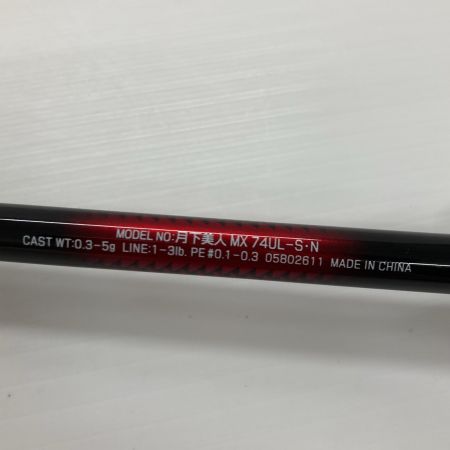 MODEL NO:月下美人 MX 74UL-S・N
CAST WT:0.3-5g LINE:1-3lb. PE#0.1-0.3 05802611 MADE IN CHINA